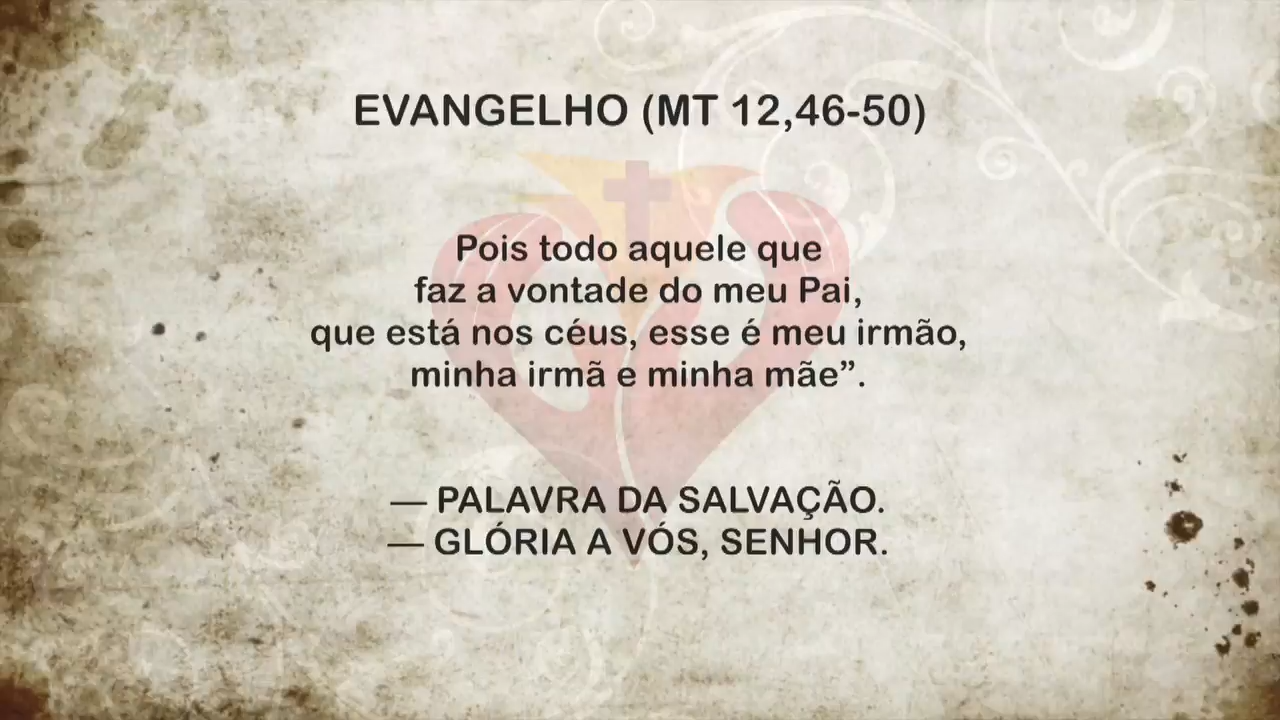 EVANGELHO (MT 12,46-50)
Pois todo aquele que
faz a vontade do meu Pai,
que está nos céus, esse é meu irmão,
minha irmã e minha mãe”.
— PALAVRA DA SALVAÇÃO.
— GLÓRIA A VÓS, SENHOR.